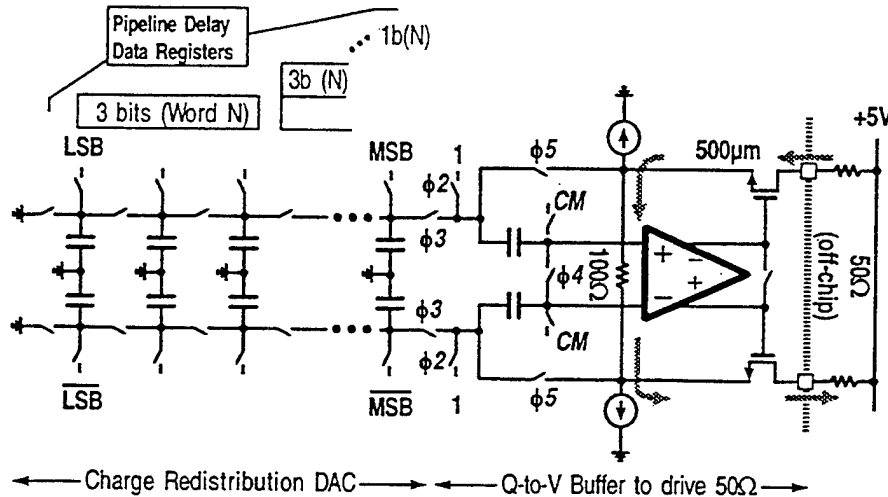 Pipeline Delay
Data Registers
1b(N)
3b (N)
3 bits (Word N)
LSB
MSB
1
ϕ2
ϕ5
500µm
+5V
CM
ϕ3
ϕ4
100Ω
+ −
− +
(off-chip)
50Ω
ϕ3
CM
ϕ2
ϕ5
LSB
MSB
1
Charge Redistribution DAC
Q-to-V Buffer to drive 50Ω